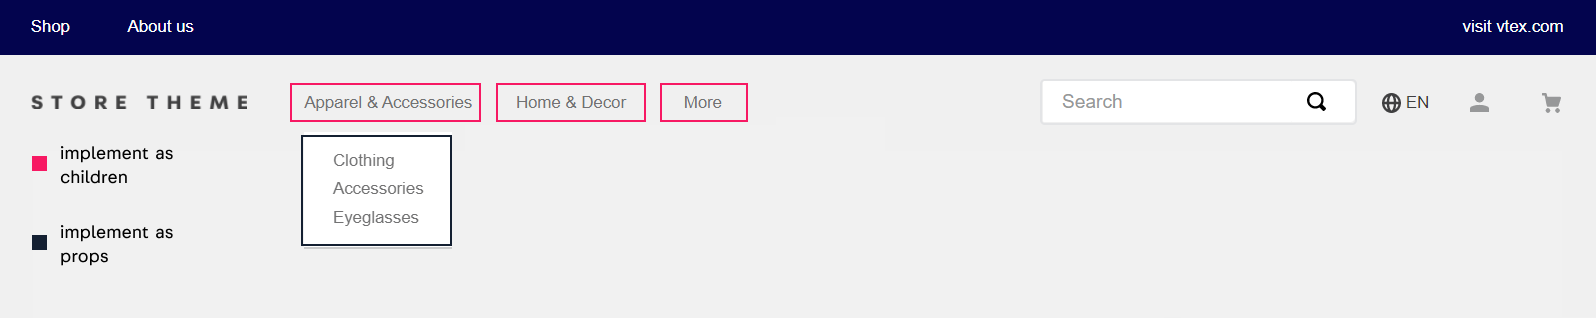 Shop About us visit vtex.com
STORE THEME Apparel & Accessories Home & Decor More Search EN
implement as
children
Clothing
Accessories
Eyeglasses
implement as
props